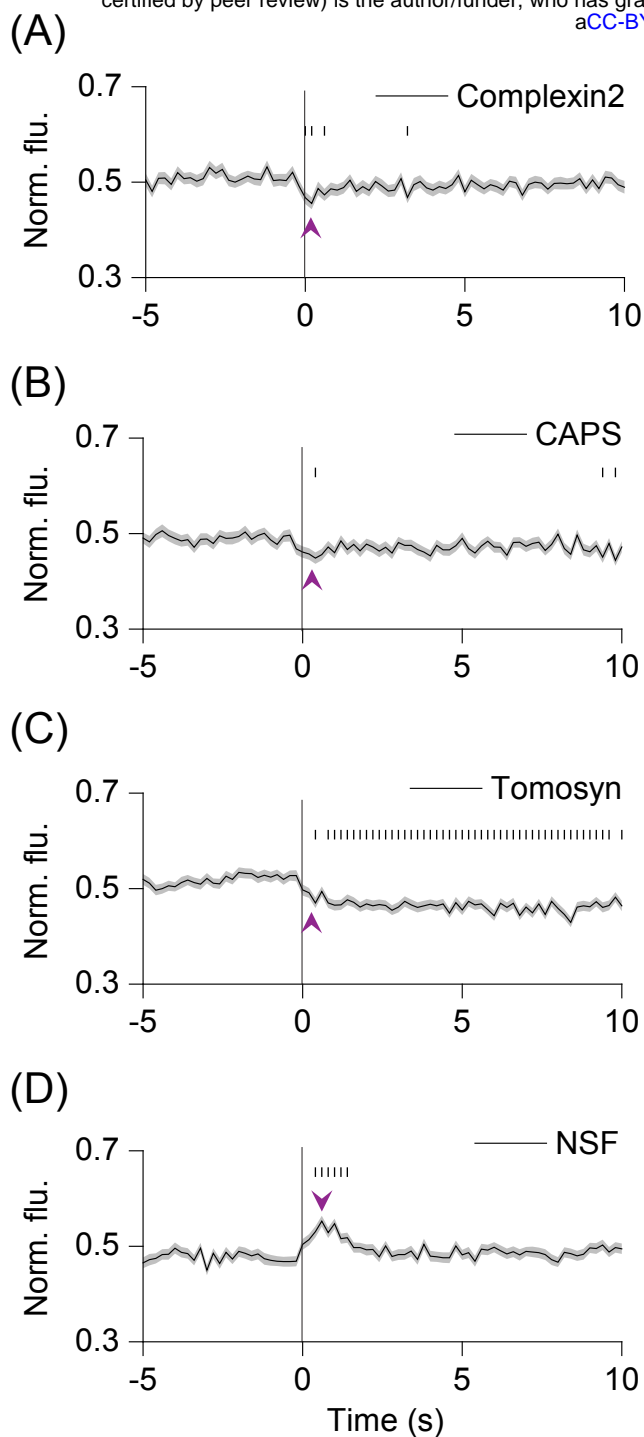 certified by peer review) is the author/funder, who has gra
aCC-BY
(A)
0.7
Complexin2
Norm. flu.
0.5
0.3
-5 0 5 10
(B)
0.7
CAPS
Norm. flu.
0.5
0.3
-5 0 5 10
(C)
0.7
Tomosyn
Norm. flu.
0.5
0.3
-5 0 5 10
(D)
0.7
NSF
Norm. flu.
0.5
0.3
-5 0 5 10
Time (s)